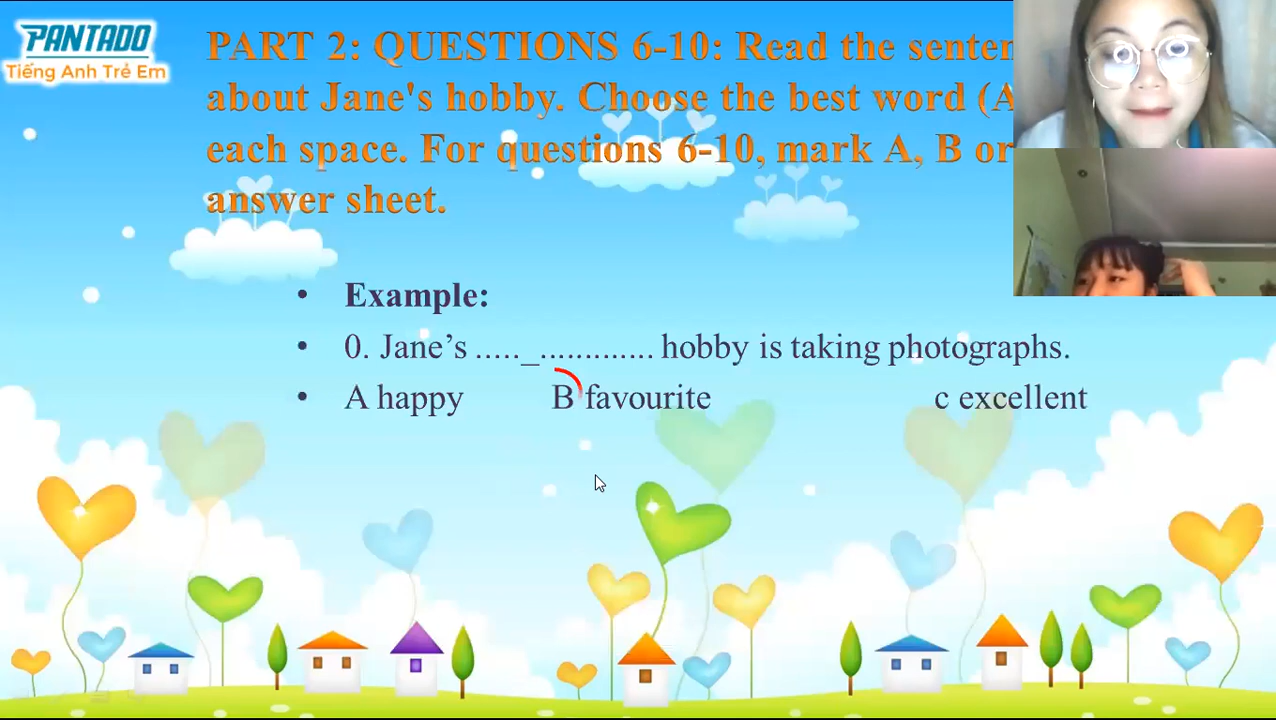 PANTADO
Tiếng Anh Trẻ Em
PART 2: QUESTIONS 6-10: Read the
about Jane's hobby. Choose the best word
each space. For questions 6-10, mark A, B or
answer sheet.
• Example:
• 0. Jane’s ....._............. hobby is taking photographs.
• A happy B favourite c excellent